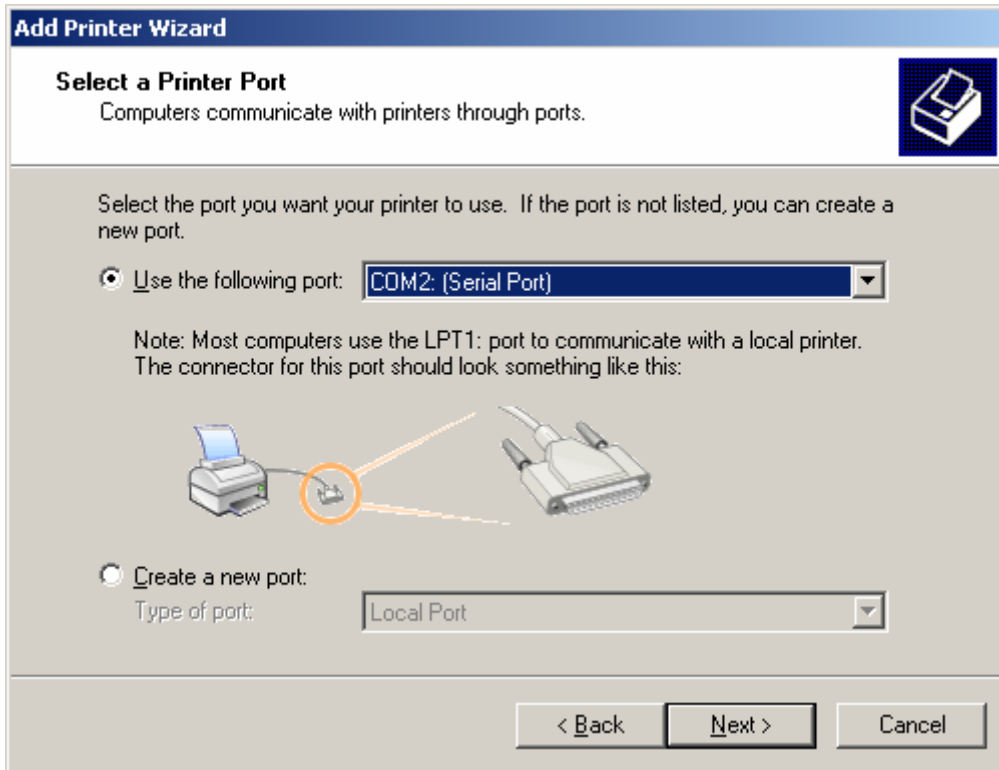 Add Printer Wizard
Select a Printer Port
Computers communicate with printers through ports.
Select the port you want your printer to use.  If the port is not listed, you can create a
new port.
Use the following port: COM2: (Serial Port)
Note: Most computers use the LPT1: port to communicate with a local printer.
The connector for this port should look something like this:
Create a new port:
Type of port: Local Port
< Back Next > Cancel